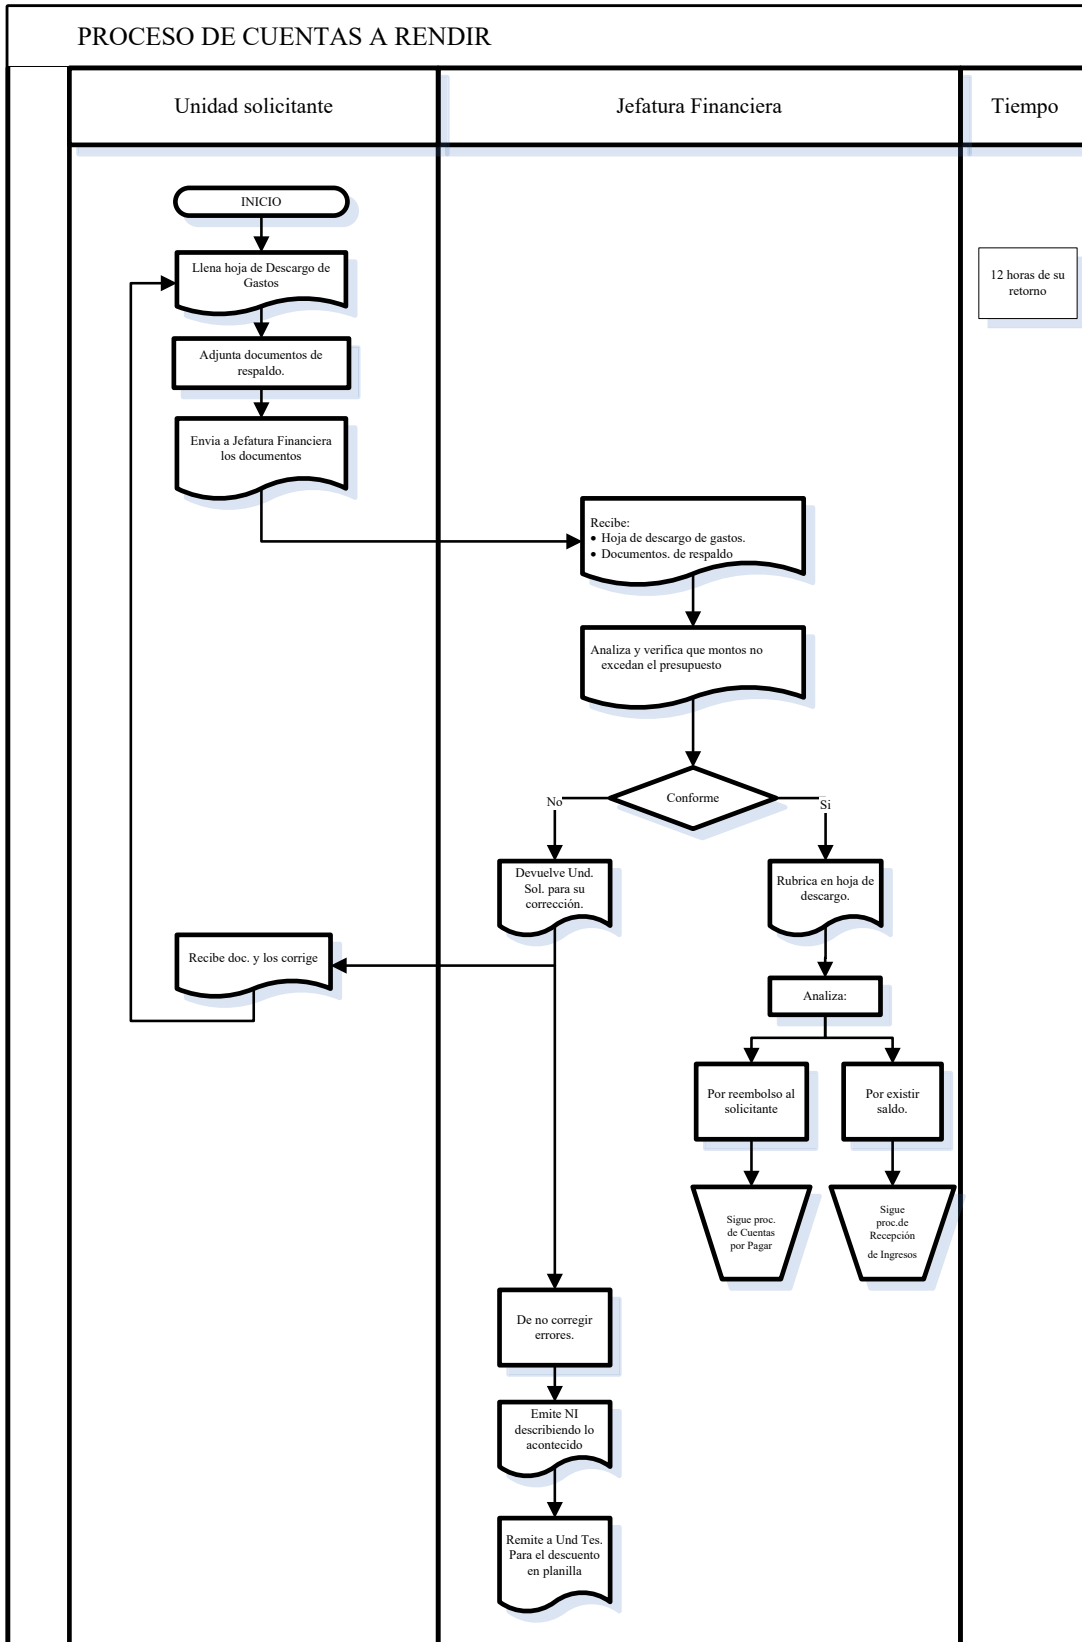 PROCESO DE CUENTAS A RENDIR
Unidad solicitante
Jefatura Financiera
Tiempo
INICIO
Llena hoja de Descargo de
Gastos
12 horas de su
retorno
Adjunta documentos de
respaldo.
Envia a Jefatura Financiera
los documentos
Recibe:
• Hoja de descargo de gastos.
• Documentos. de respaldo
Analiza y verifica que montos no
excedan el presupuesto
Conforme
No
Si
Devuelve Und.
Sol. para su
corrección.
Rubrica en hoja de
descargo.
Recibe doc. y los corrige
Analiza:
Por reembolso al
solicitante
Por existir
saldo.
Sigue proc.
de Cuentas
por Pagar
Sigue
proc.de
Recepción
de Ingresos
De no corregir
errores.
Emite NI
describiendo lo
acontecido
Remite a Und Tes.
Para el descuento
en planilla